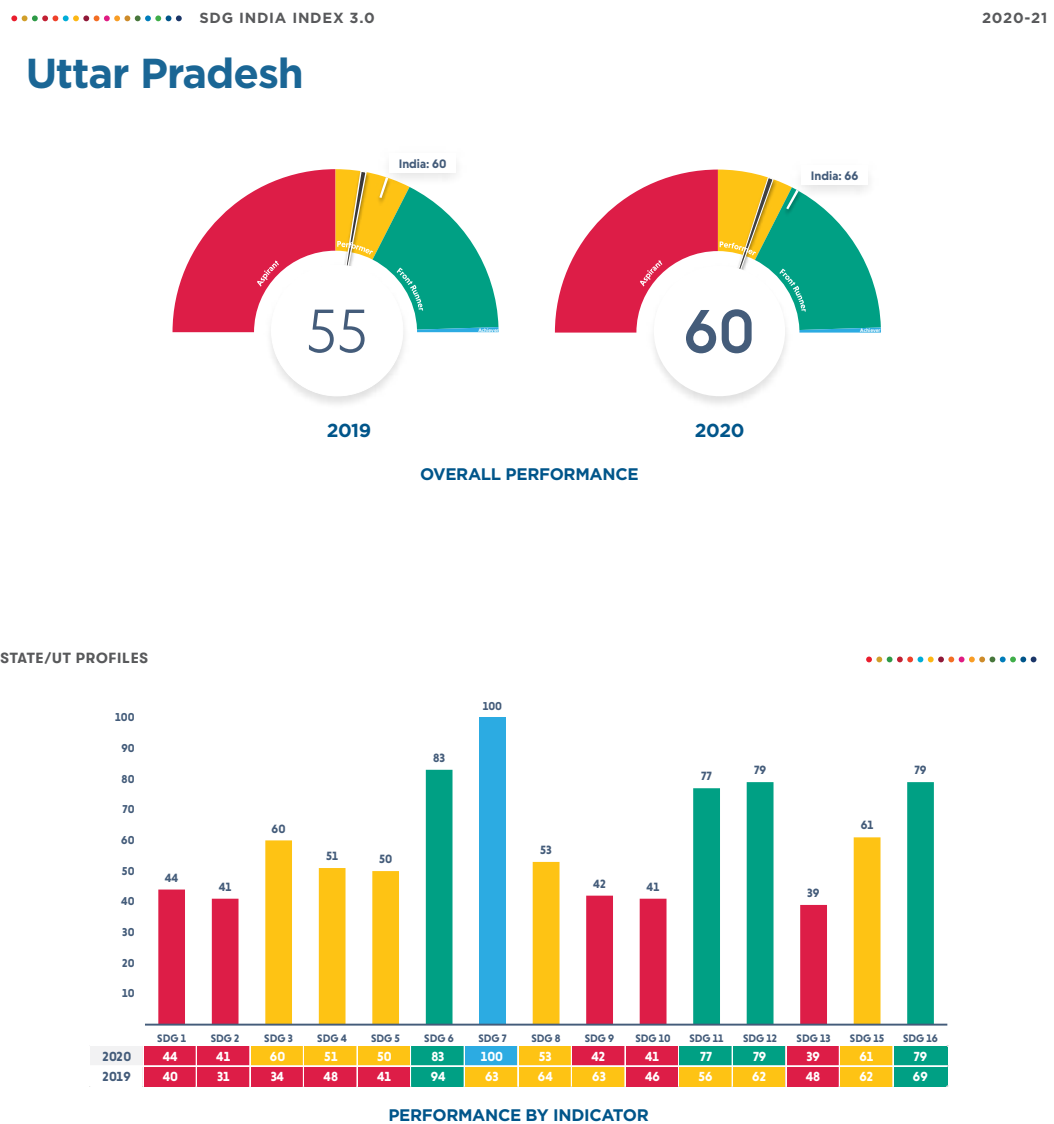 SDG INDIA INDEX 3.0
2020-21
Uttar Pradesh
India: 60
Aspirant
Performer
Front Runner
Achiever
55
2019
India: 66
Aspirant
Performer
Front Runner
Achiever
60
2020
OVERALL PERFORMANCE
STATE/UT PROFILES
100
90
80
70
60
50
40
30
20
10
44
41
60
51
50
83
100
53
42
41
77
79
39
61
79
SDG 1 SDG 2 SDG 3 SDG 4 SDG 5 SDG 6 SDG 7 SDG 8 SDG 9 SDG 10 SDG 11 SDG 12 SDG 13 SDG 15 SDG 16
2020 44 41 60 51 50 83 100 53 42 41 77 79 39 61 79
2019 40 31 34 48 41 94 63 64 63 46 56 62 48 62 69
PERFORMANCE BY INDICATOR